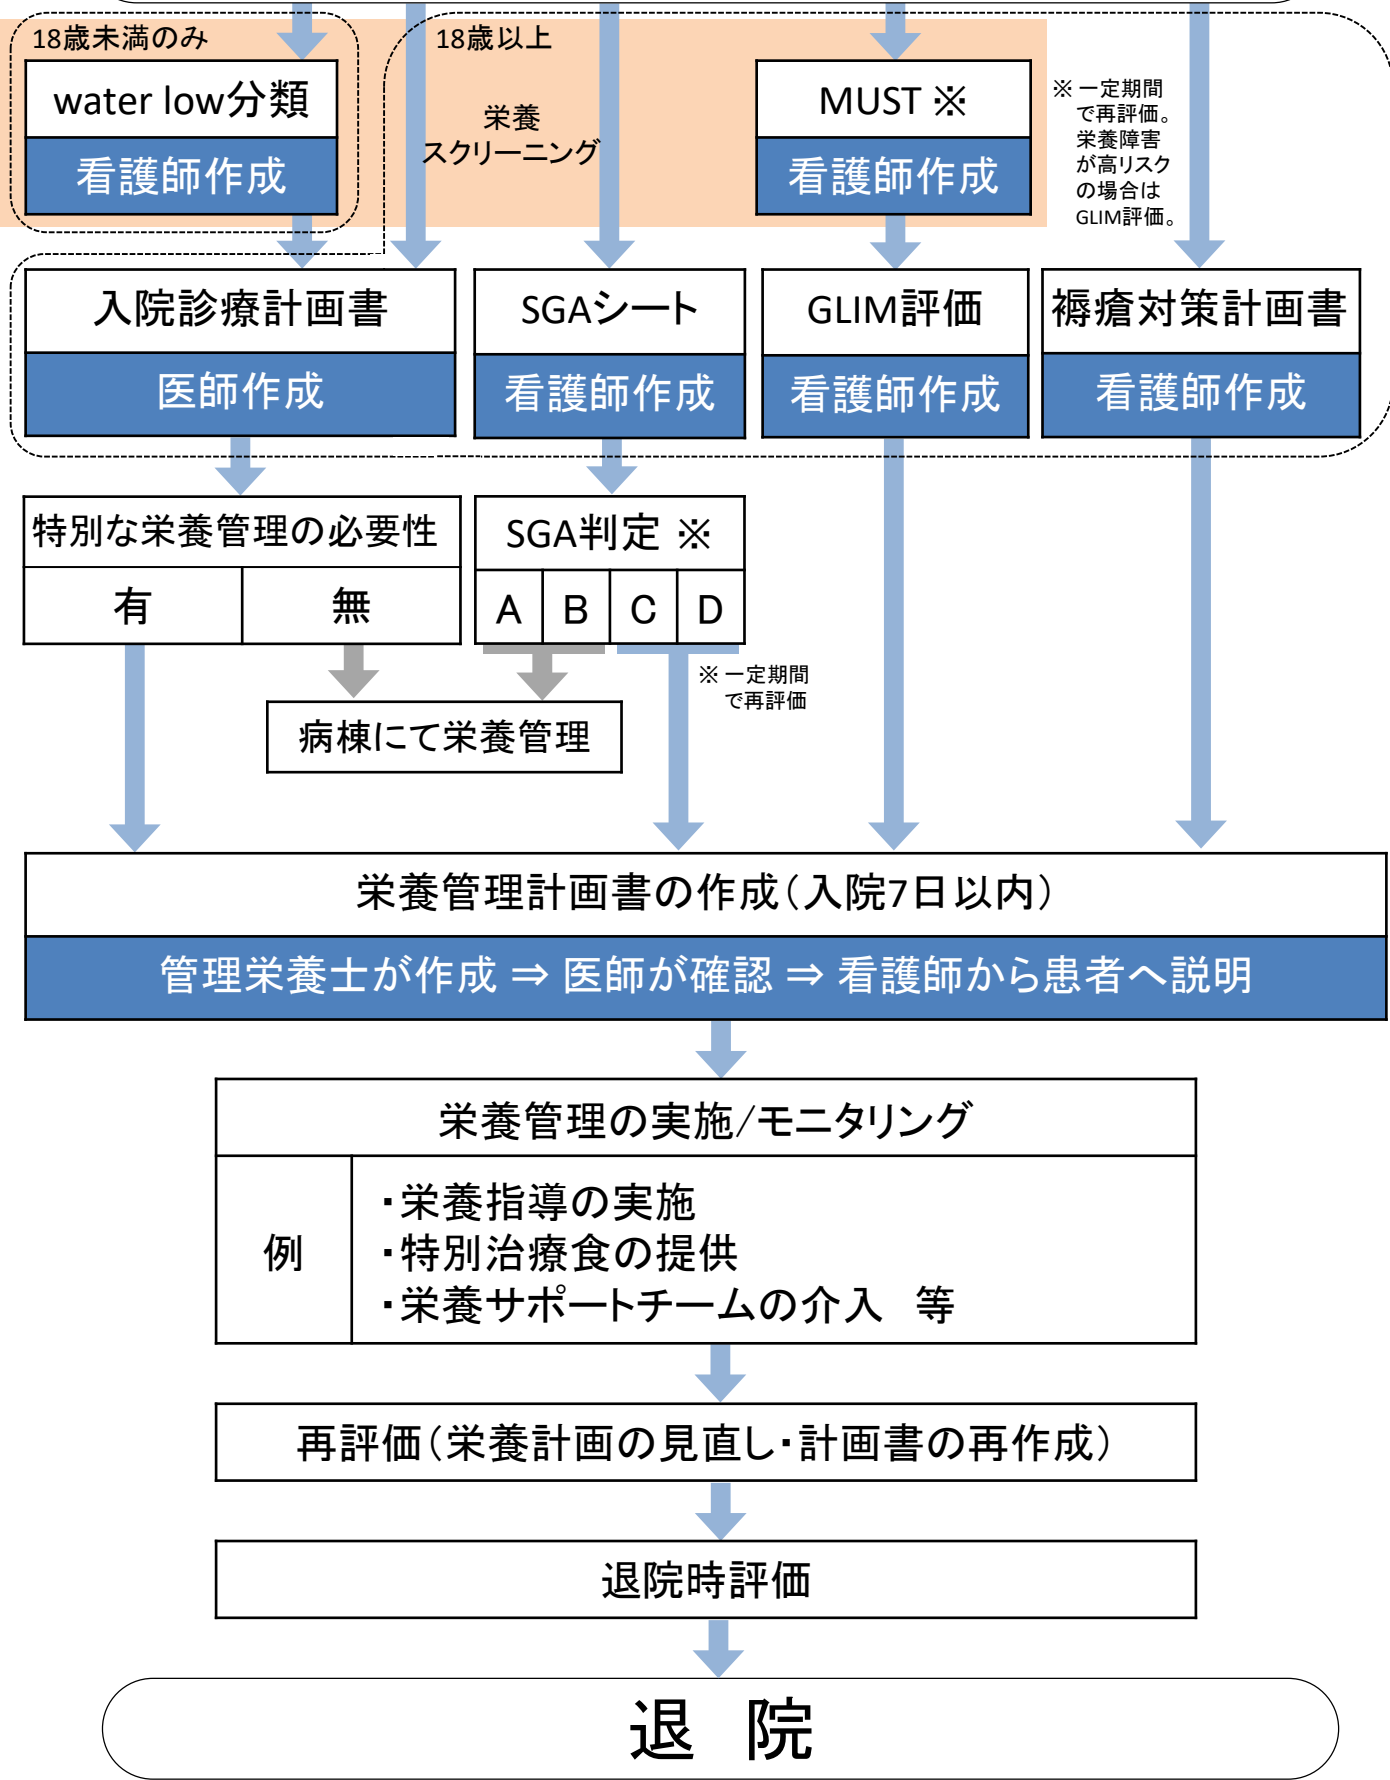 18歳未満のみ
18歳以上
water low分類
看護師作成
栄養
スクリーニング
MUST ※
看護師作成
※ 一定期間
で再評価。
栄養障害
が高リスク
の場合は
GLIM評価。
入院診療計画書
医師作成
SGAシート
看護師作成
GLIM評価
看護師作成
褥瘡対策計画書
看護師作成
特別な栄養管理の必要性
有 無
SGA判定 ※
A B C D
※ 一定期間
で再評価
病棟にて栄養管理
栄養管理計画書の作成（入院7日以内）
管理栄養士が作成 ⇒ 医師が確認 ⇒ 看護師から患者へ説明
栄養管理の実施/モニタリング
例
・栄養指導の実施
・特別治療食の提供
・栄養サポートチームの介入　等
再評価（栄養計画の見直し・計画書の再作成）
退院時評価
退　院